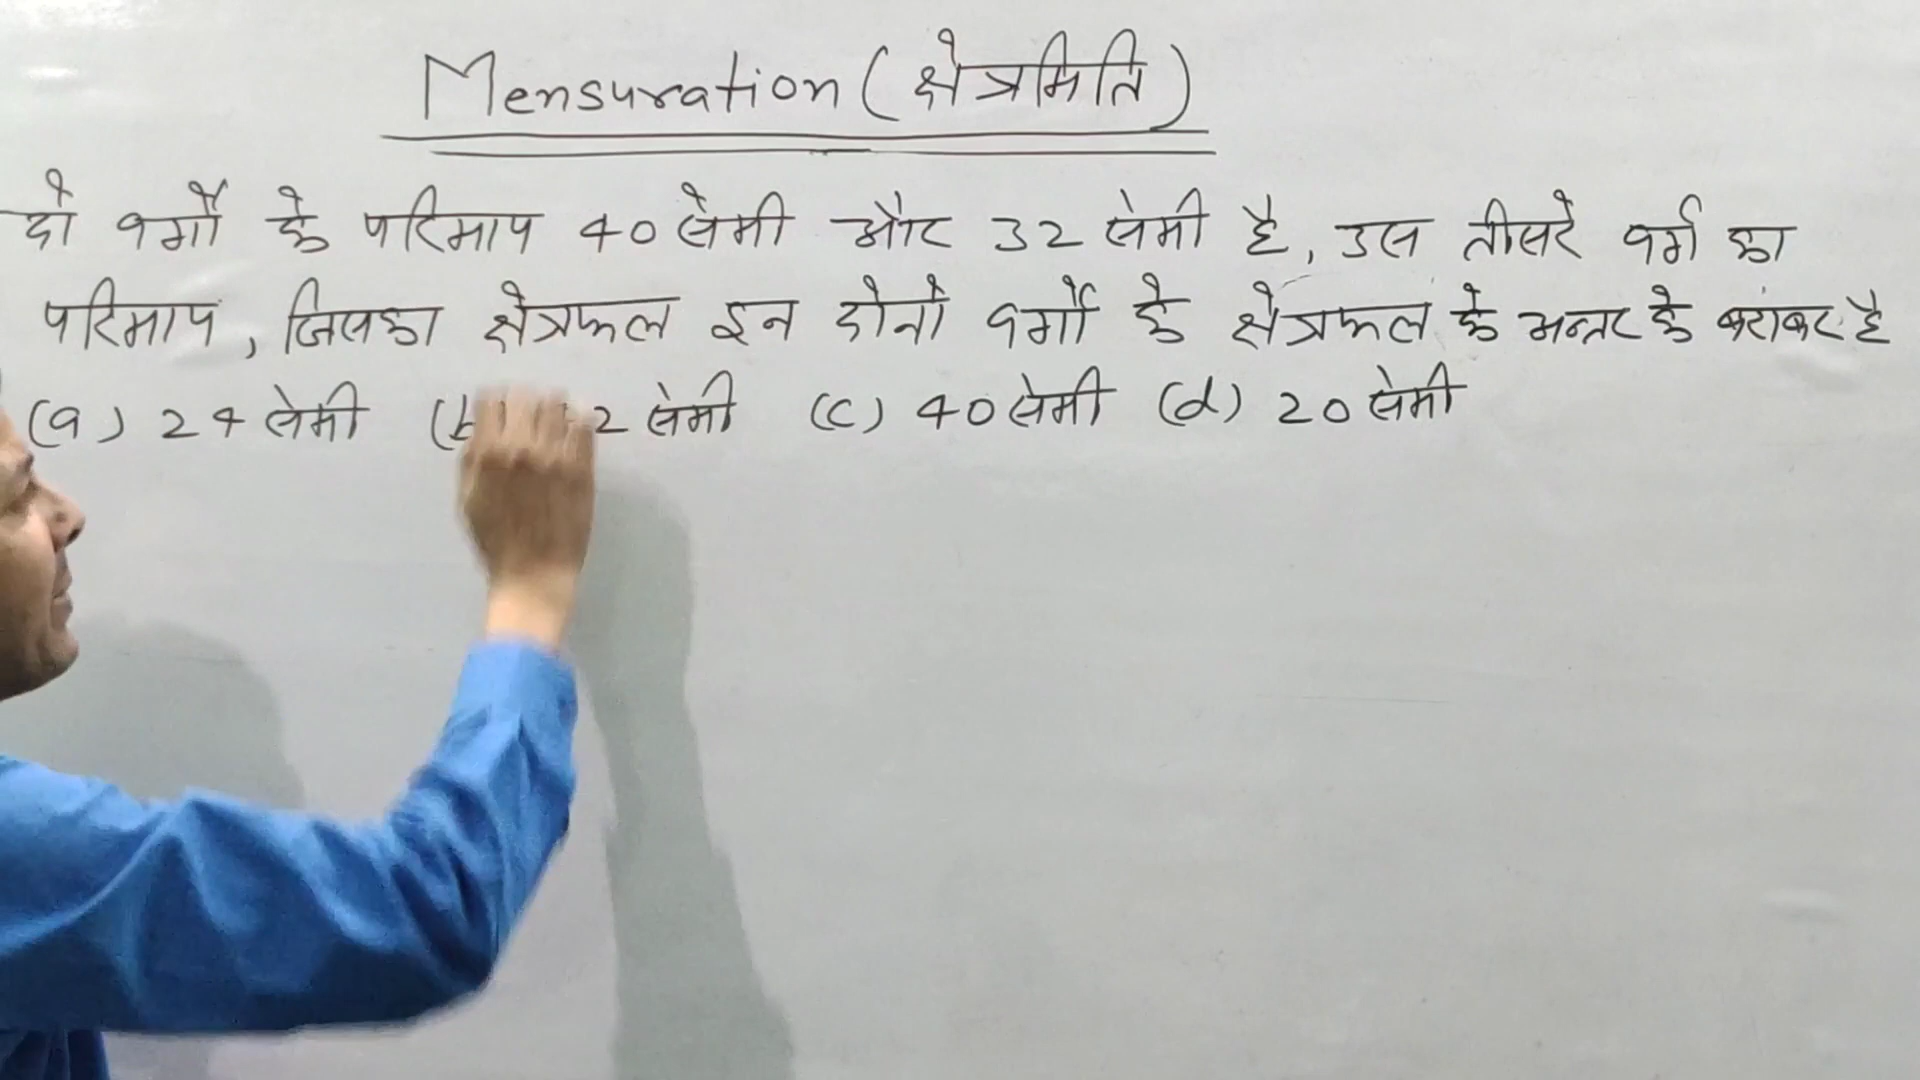 Mensuration (क्षेत्रमिति)
दो वर्गों के परिमाप 40 सेमी और 32 सेमी है, उस तीसरे वर्ग का
परिमाप, जिसका क्षेत्रफल इन दोनो वर्गों के क्षेत्रफल के अन्तर के बराबर है
(a) 24 सेमी (b) 2 सेमी (c) 40 सेमी (d) 20 सेमी